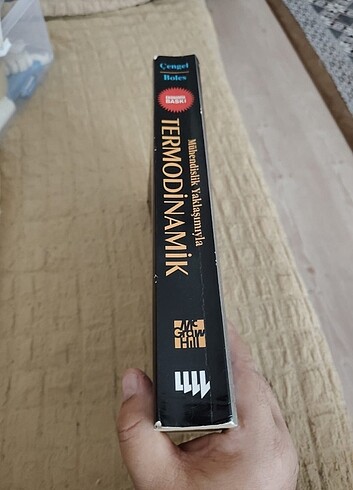 Çengel
Boles
BASKI
Mühendislik Yaklaşımıyla
TERMODİNAMİK
Mc
Graw
Hill